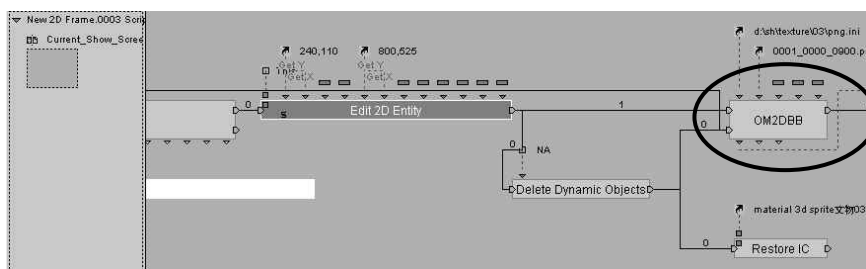 New 2D Frame.0003 Scri
Current_Show_Scree
240,110
800,525
Get Y
Get Y
Get X
Get X
0
s
Edit 2D Entity
1
0
NA
0
Delete Dynamic Objects
d:\sh\texture\03\png.ini
0001_0000_0900.p
OM2DBB
0
material 3d sprite文物03
Restore IC